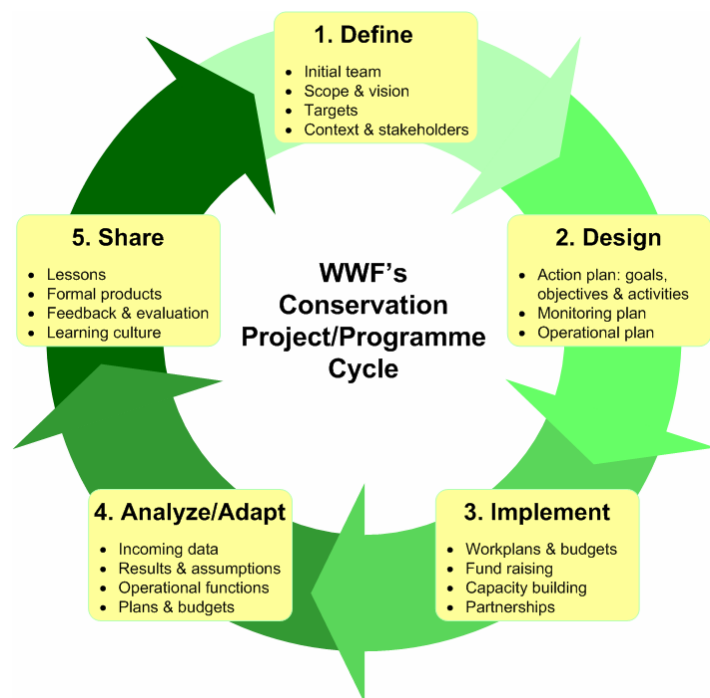 1. Define
• Initial team
• Scope & vision
• Targets
• Context & stakeholders
2. Design
• Action plan: goals,
objectives & activities
• Monitoring plan
• Operational plan
3. Implement
• Workplans & budgets
• Fund raising
• Capacity building
• Partnerships
4. Analyze/Adapt
• Incoming data
• Results & assumptions
• Operational functions
• Plans & budgets
5. Share
• Lessons
• Formal products
• Feedback & evaluation
• Learning culture
WWF's
Conservation
Project/Programme
Cycle